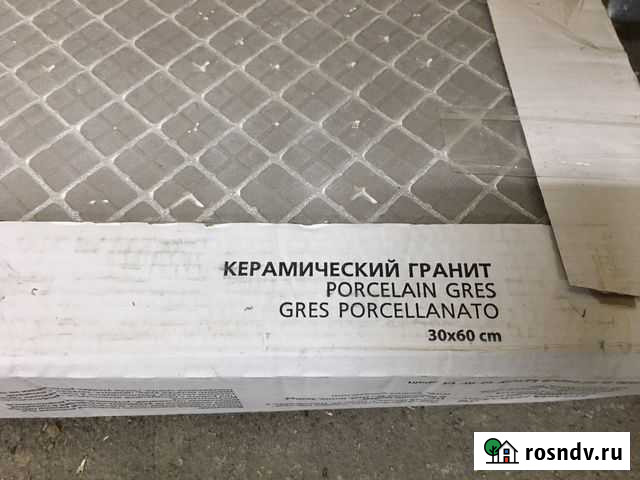 КЕРАМИЧЕСКИЙ ГРАНИТ
PORCELAIN GRES
GRES PORCELLANATO
30x60 cm
rosndv.ru